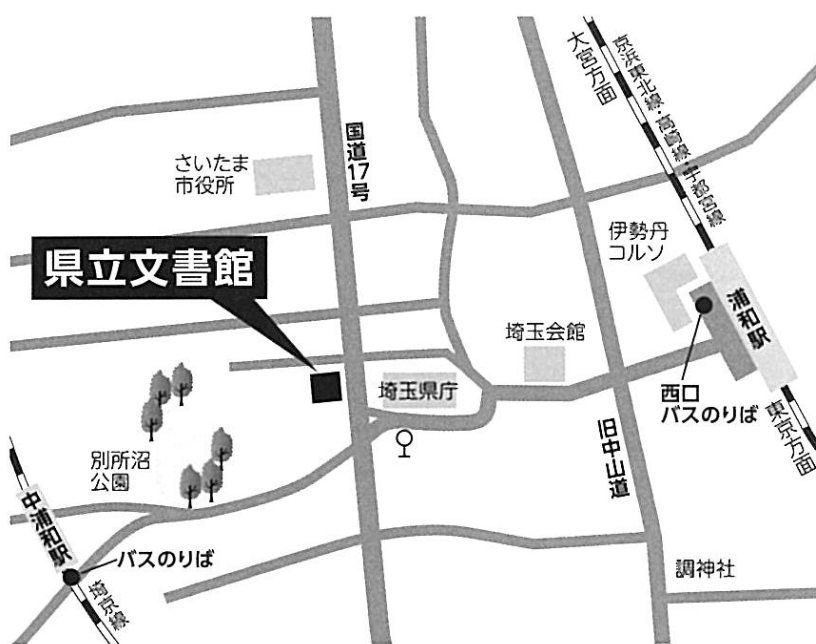 大宮方面
京浜東北線・高崎線・宇都宮線
国道17号
さいたま
市役所
伊勢丹
コルソ
県立文書館
浦和駅
埼玉会館
埼玉県庁
西口
バスのりば
東京方面
旧中山道
別所沼
公園
中浦和駅
バスのりば
埼京線
調神社